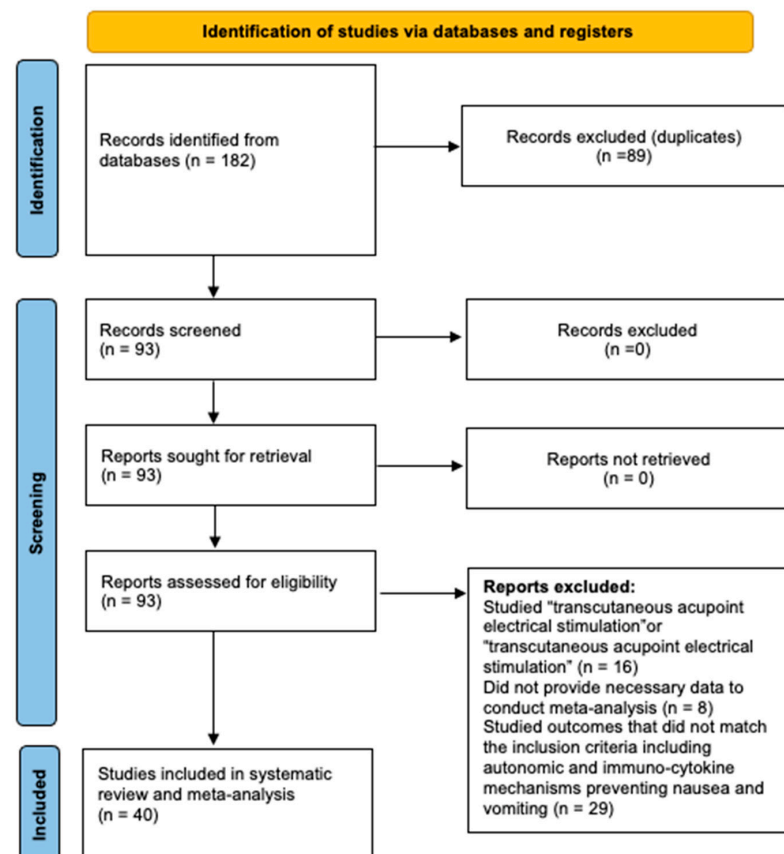 Identification of studies via databases and registers
Identification
Records identified from
databases (n = 182)
Records excluded (duplicates)
(n =89)
Screening
Records screened
(n = 93)
Records excluded
(n =0)
Reports sought for retrieval
(n = 93)
Reports not retrieved
(n = 0)
Reports assessed for eligibility
(n = 93)
Reports excluded:
Studied "transcutaneous acupoint
electrical stimulation"or
"transcutaneous acupoint electrical
stimulation" (n = 16)
Did not provide necessary data to
conduct meta-analysis (n = 8)
Studied outcomes that did not match
the inclusion criteria including
autonomic and immuno-cytokine
mechanisms preventing nausea and
vomiting (n = 29)
Included
Studies included in systematic
review and meta-analysis
(n = 40)